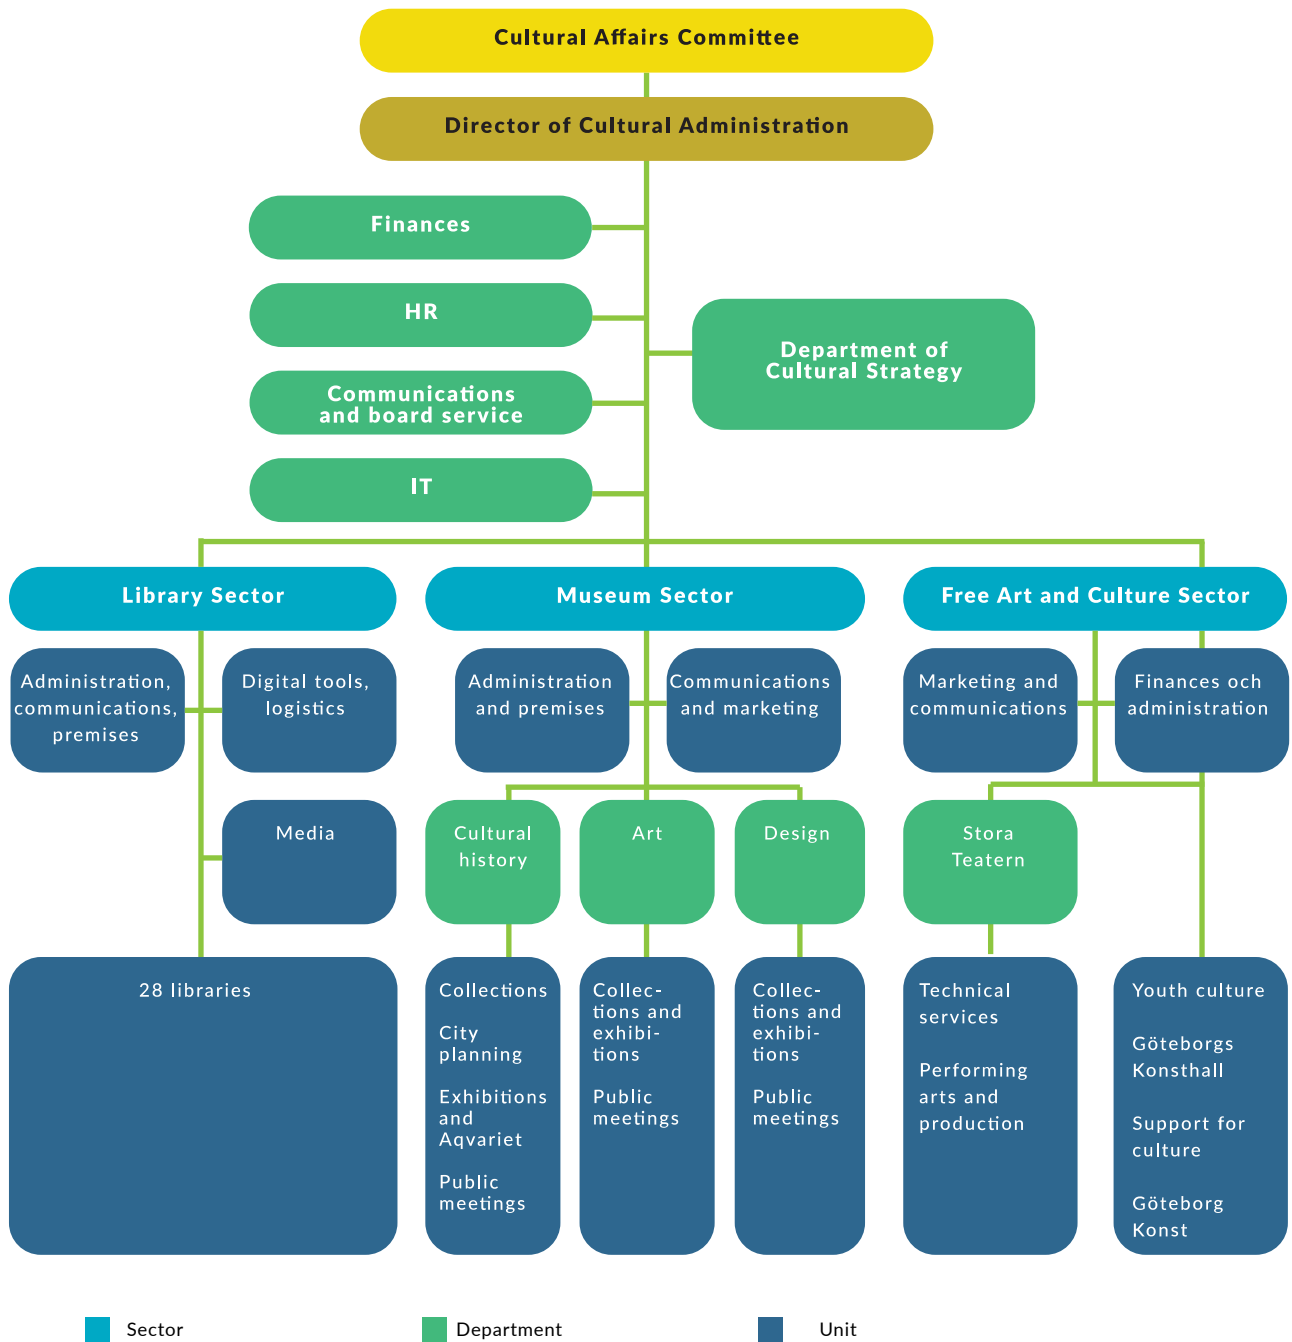 Cultural Affairs Committee
Director of Cultural Administration
Finances
HR
Communications
and board service
IT
Department of
Cultural Strategy
Library Sector
Museum Sector
Free Art and Culture Sector
Administration,
communications,
premises
Digital tools,
logistics
Administration
and premises
Communications
and marketing
Marketing and
communications
Finances och
administration
Media
Cultural
history
Art
Design
Stora
Teatern
28 libraries
Collections
City
planning
Exhibitions
and
Aqvariet
Public
meetings
Collec-
tions and
exhibi-
tions
Public
meetings
Collec-
tions and
exhibi-
tions
Public
meetings
Technical
services
Performing
arts and
production
Youth culture
Göteborgs
Konsthall
Support for
culture
Göteborg
Konst
Sector
Department
Unit